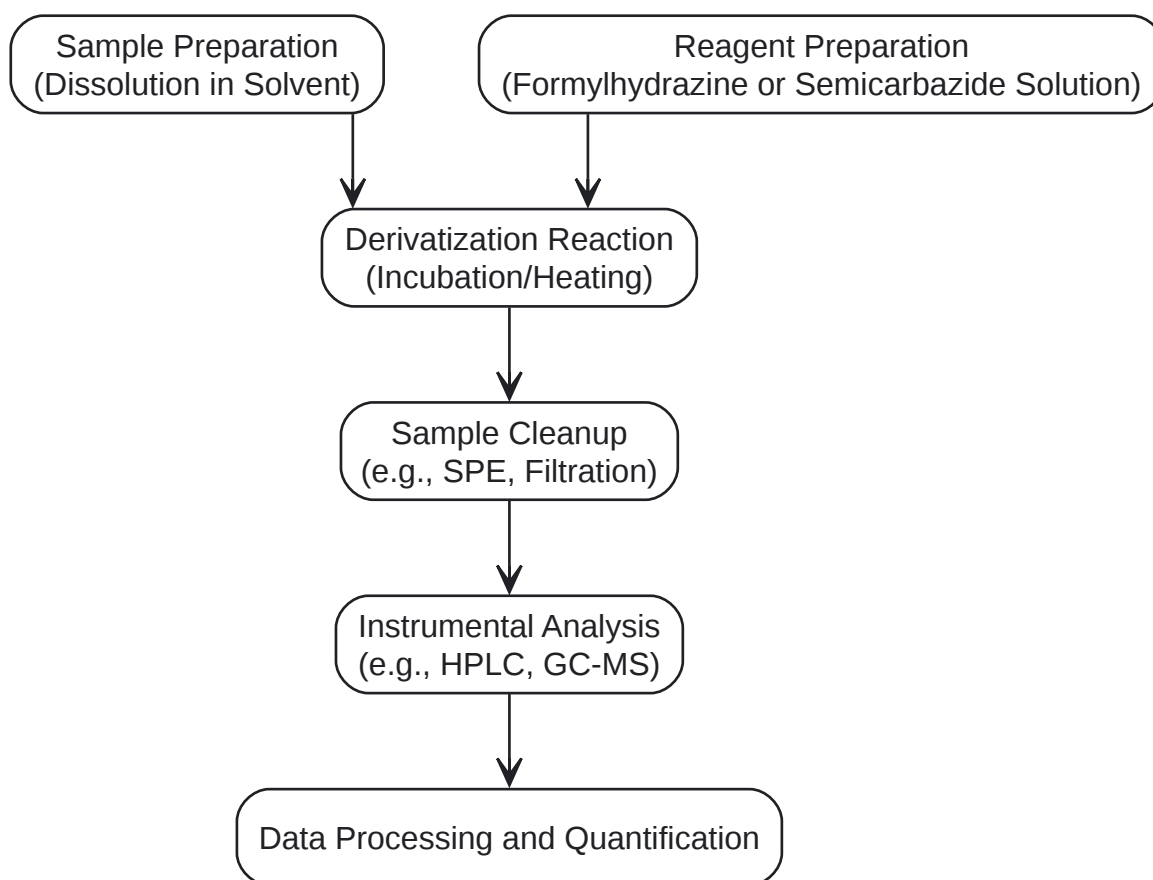 Sample Preparation
(Dissolution in Solvent)
Reagent Preparation
(Formylhydrazine or Semicarbazide Solution)
Derivatization Reaction
(Incubation/Heating)
Sample Cleanup
(e.g., SPE, Filtration)
Instrumental Analysis
(e.g., HPLC, GC-MS)
Data Processing and Quantification